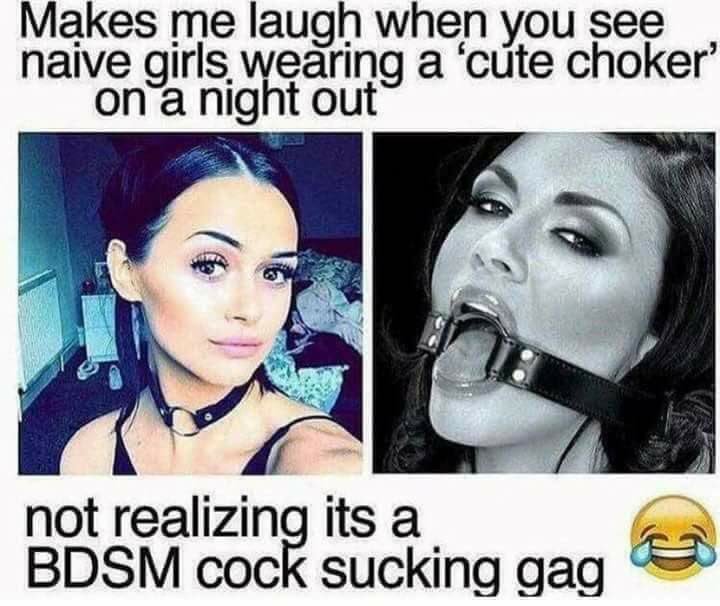 Makes me laugh when you see
naive girls wearing a ‘cute choker’
on a night out
not realizing its a
BDSM cock sucking gag